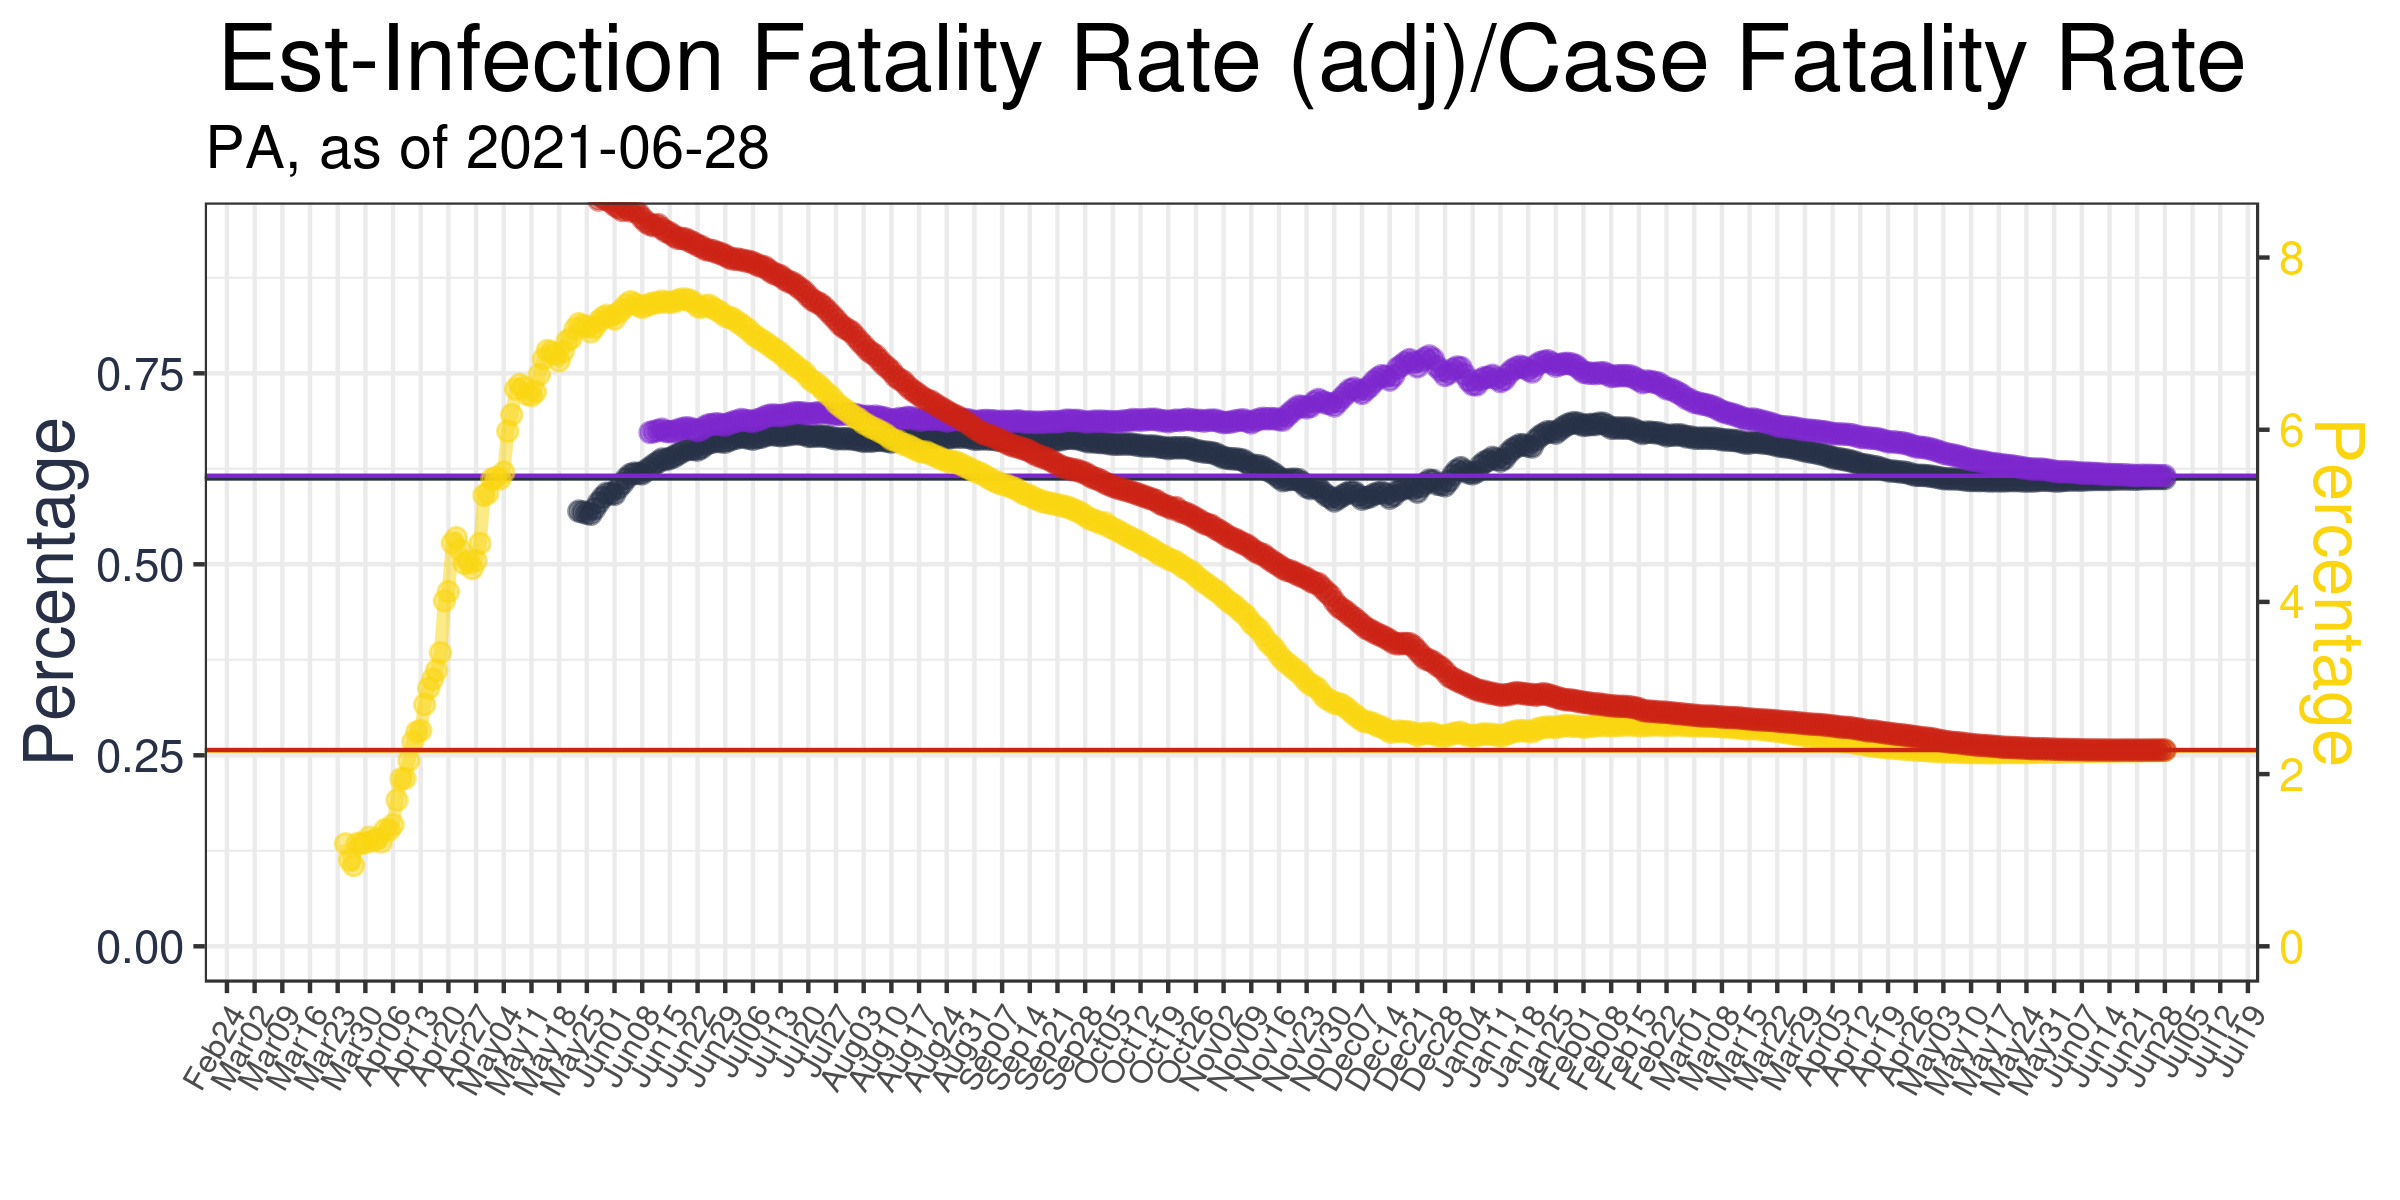 Est-Infection Fatality Rate (adj)/Case Fatality Rate
PA, as of 2021-06-28
Percentage
0.75
0.50
0.25
0.00
8
6
4
2
0
Percentage
Feb24
Mar02
Mar09
Mar16
Mar23
Mar30
Apr06
Apr13
Apr20
Apr27
May04
May11
May18
May25
Jun01
Jun08
Jun15
Jun22
Jun29
Jul06
Jul13
Jul20
Jul27
Aug03
Aug10
Aug17
Aug24
Aug31
Sep07
Sep14
Sep21
Sep28
Oct05
Oct12
Oct19
Oct26
Nov02
Nov09
Nov16
Nov23
Nov30
Dec07
Dec14
Dec21
Dec28
Jan04
Jan11
Jan18
Jan25
Feb01
Feb08
Feb15
Feb22
Mar01
Mar08
Mar15
Mar22
Mar29
Apr05
Apr12
Apr19
Apr26
May03
May10
May17
May24
May31
Jun07
Jun14
Jun21
Jun28
Jul05
Jul12
Jul19